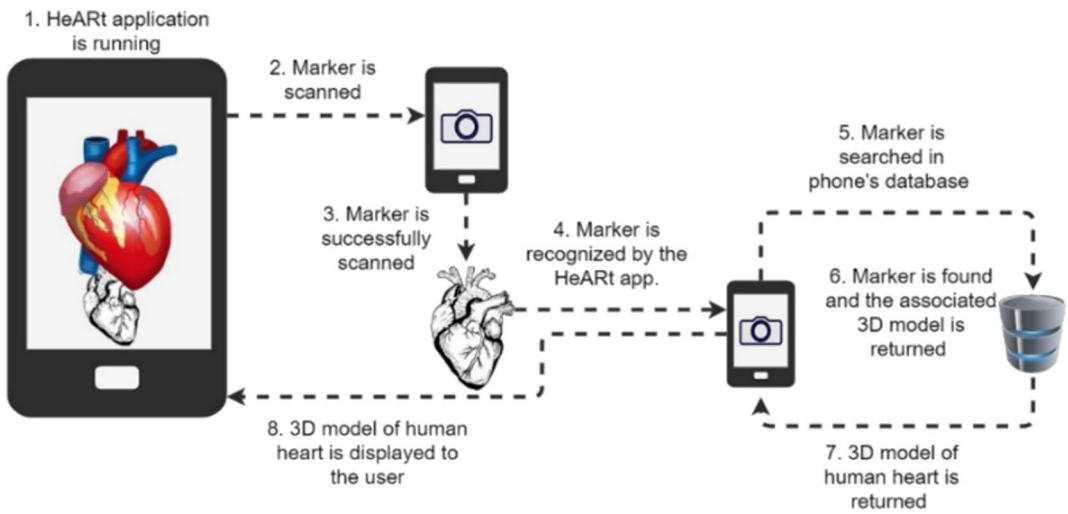 1. HeARt application
is running
2. Marker is
scanned
3. Marker is
successfully
scanned
4. Marker is
recognized by the
HeARt app.
5. Marker is
searched in
phone's database
6. Marker is found
and the associated
3D model is
returned
7. 3D model of
human heart is
returned
8. 3D model of human
heart is displayed to
the user